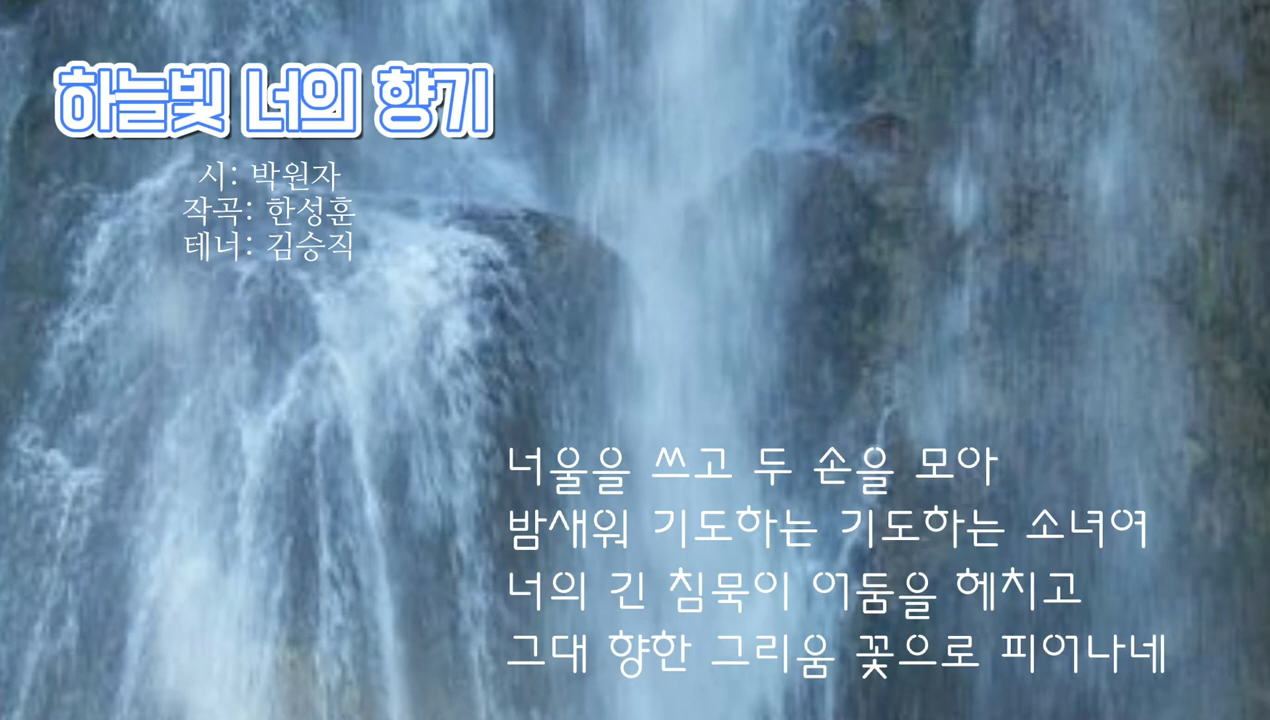 하늘빛 너의 향기
시: 박원자
작곡: 한성훈
테너: 김승직
너울을 쓰고 두 손을 모아
밤새워 기도하는 기도하는 소녀여
너의 긴 침묵이 어둠을 헤치고
그대 향한 그리움 꽃으로 피어나네